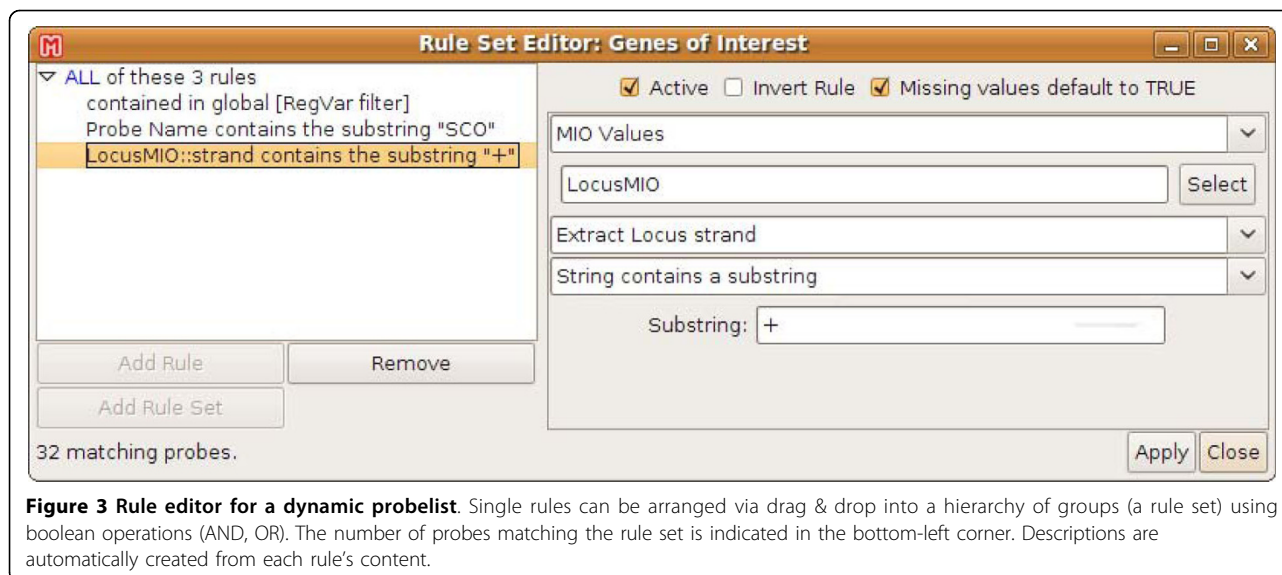 M
Rule Set Editor: Genes of Interest
ALL of these 3 rules
contained in global [RegVar filter]
Probe Name contains the substring "SCO"
LocusMIO::strand contains the substring "+"
Add Rule
Remove
Add Rule Set
32 matching probes.
Active
Invert Rule
Missing values default to TRUE
MIO Values
LocusMIO
Select
Extract Locus strand
String contains a substring
Substring: +
Apply
Close
Figure 3 Rule editor for a dynamic probelist. Single rules can be arranged via drag & drop into a hierarchy of groups (a rule set) using
boolean operations (AND, OR). The number of probes matching the rule set is indicated in the bottom-left corner. Descriptions are
automatically created from each rule's content.